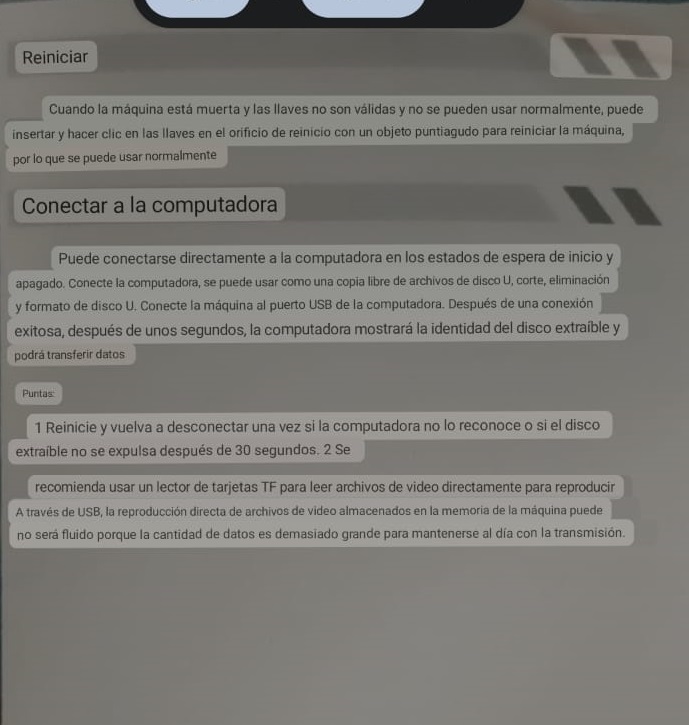 Reiniciar
Cuando la máquina está muerta y las llaves no son válidas y no se pueden usar normalmente, puede
insertar y hacer clic en las llaves en el orificio de reinicio con un objeto puntiagudo para reiniciar la máquina,
por lo que se puede usar normalmente
Conectar a la computadora
Puede conectarse directamente a la computadora en los estados de espera de inicio y
apagado. Conecte la computadora, se puede usar como una copia libre de archivos de disco U, corte, eliminación
y formato de disco U. Conecte la máquina al puerto USB de la computadora. Después de una conexión
exitosa, después de unos segundos, la computadora mostrará la identidad del disco extraíble y
podrá transferir datos
Puntas:
1 Reinicie y vuelva a desconectar una vez si la computadora no lo reconoce o si el disco
extraíble no se expulsa después de 30 segundos. 2 Se
recomienda usar un lector de tarjetas TF para leer archivos de video directamente para reproducir
A través de USB, la reproducción directa de archivos de video almacenados en la memoria de la máquina puede
no será fluido porque la cantidad de datos es demasiado grande para mantenerse al día con la transmisión.